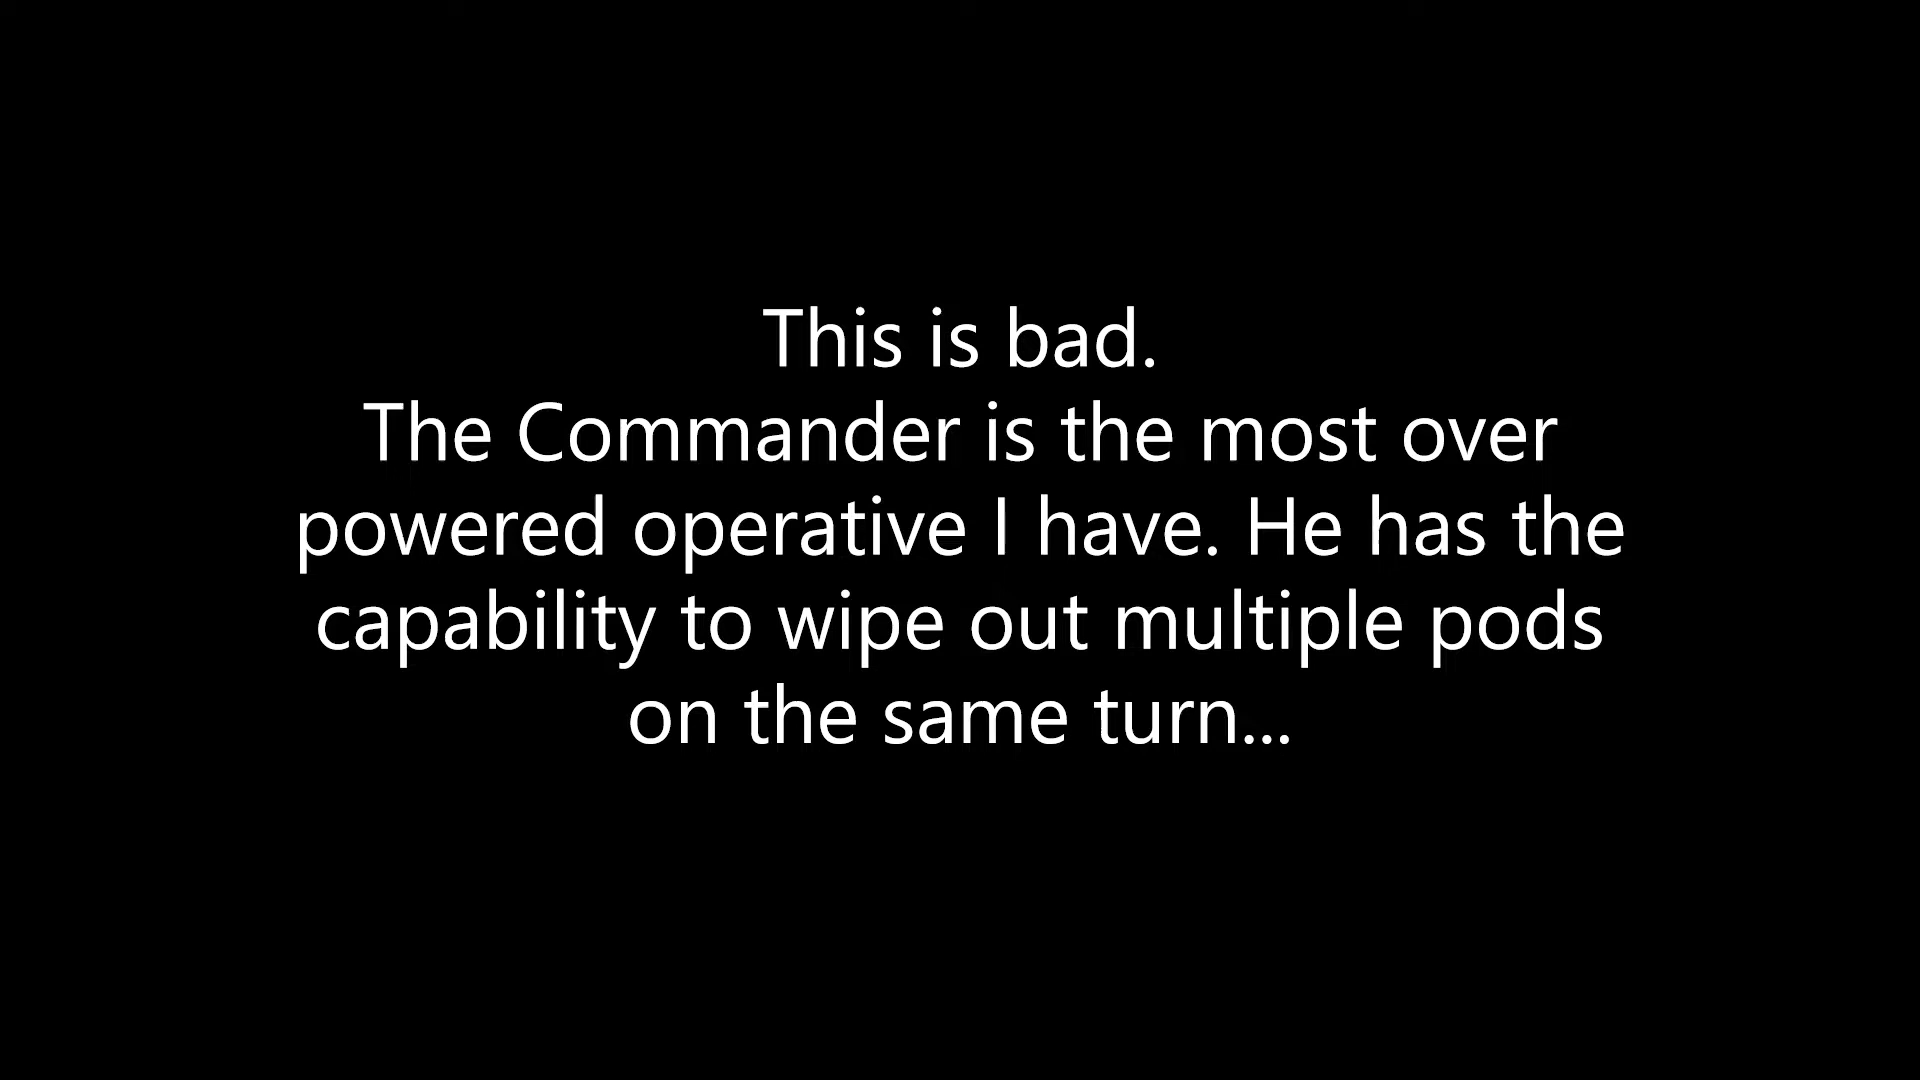 This is bad.
The Commander is the most over
powered operative I have. He has the
capability to wipe out multiple pods
on the same turn...